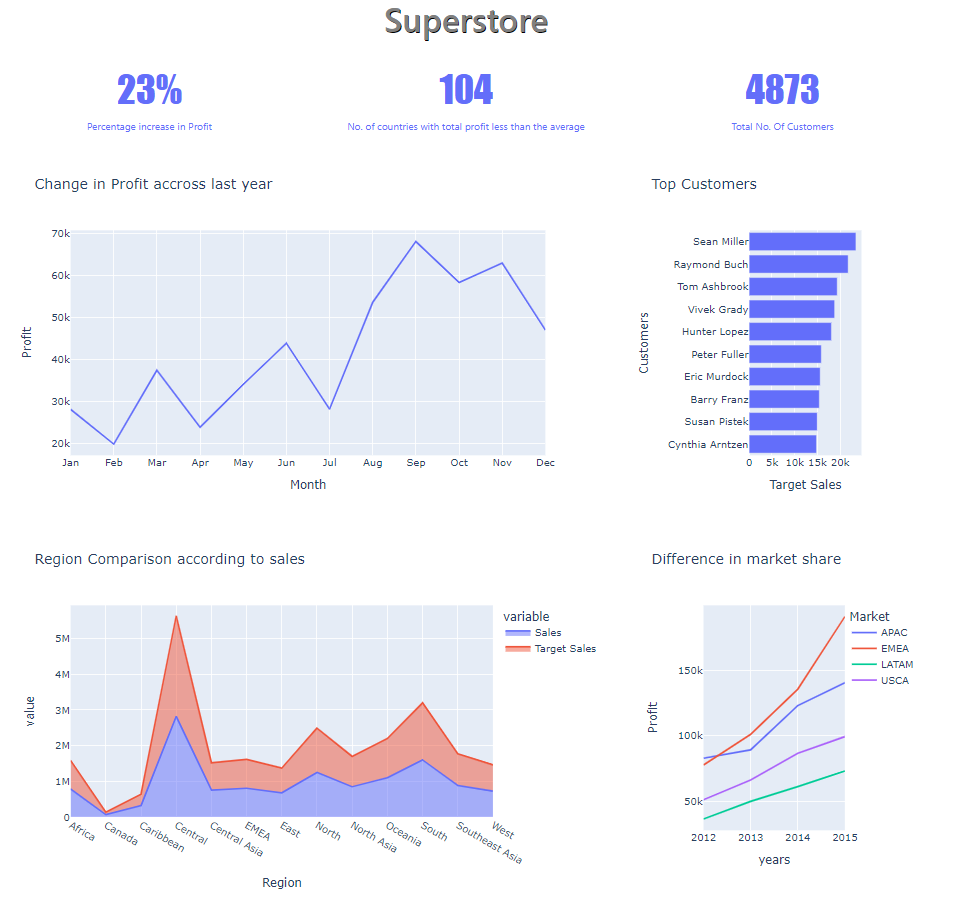 Superstore
23%
104
4873
Percentage increase in Profit
No. of countries with total profit less than the average
Total No. Of Customers
Change in Profit accross last year
Profit
70k
60k
50k
40k
30k
20k
Jan Feb Mar Apr May Jun Jul Aug Sep Oct Nov Dec
Month
Top Customers
Customers
Sean Miller
Raymond Buch
Tom Ashbrook
Vivek Grady
Hunter Lopez
Peter Fuller
Eric Murdock
Barry Franz
Susan Pistek
Cynthia Arntzen
0 5k 10k 15k 20k
Target Sales
Region Comparison according to sales
value
5M
4M
3M
2M
1M
0
Africa
Canada
Caribbean
Central
Central Asia
EMEA
East
North
North Asia
Oceania
South
Southeast Asia
West
Region
variable
Sales
Target Sales
Difference in market share
Profit
150k
100k
50k
2012 2013 2014 2015
years
Market
APAC
EMEA
LATAM
USCA